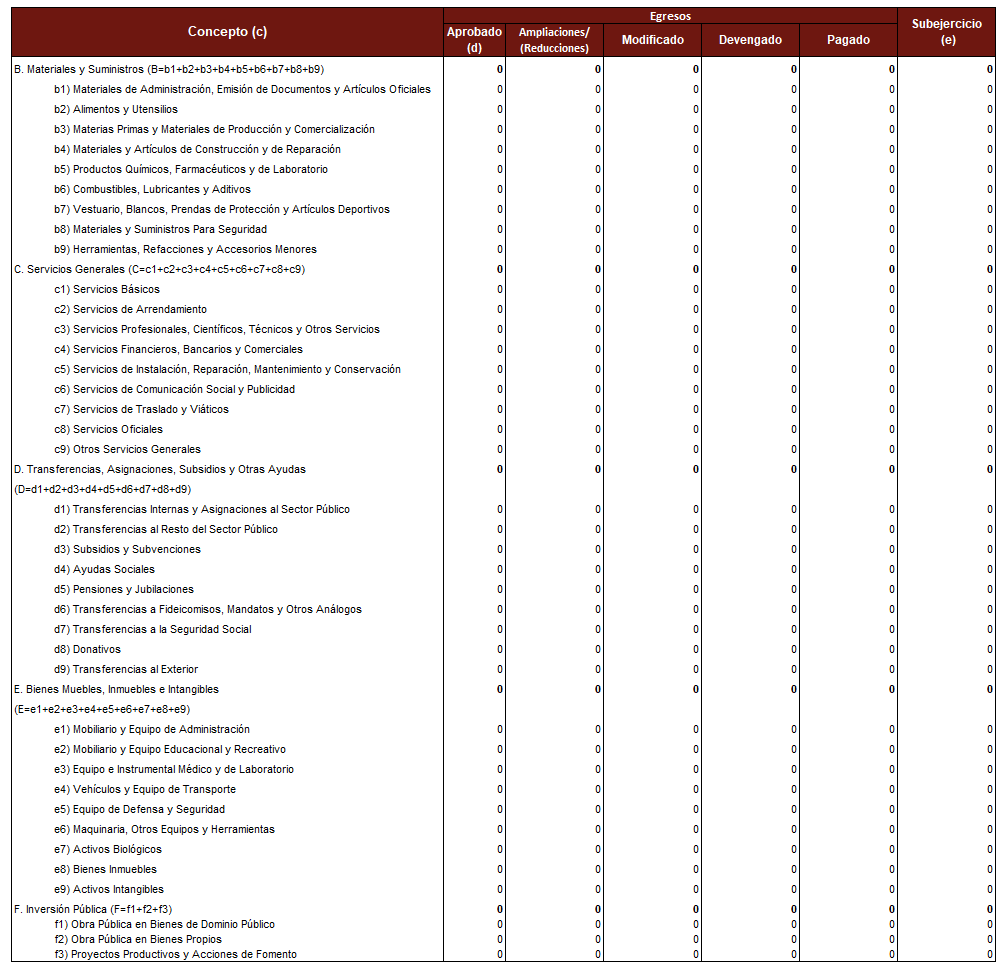 Concepto (c) Egresos Subejercicio (e)
Aprobado (d) Ampliaciones/ (Reducciones) Modificado Devengado Pagado
B. Materiales y Suministros (B=b1+b2+b3+b4+b5+b6+b7+b8+b9) 0 0 0 0 0 0
b1) Materiales de Administración, Emisión de Documentos y Artículos Oficiales 0 0 0 0 0 0
b2) Alimentos y Utensilios 0 0 0 0 0 0
b3) Materias Primas y Materiales de Producción y Comercialización 0 0 0 0 0 0
b4) Materiales y Artículos de Construcción y de Reparación 0 0 0 0 0 0
b5) Productos Químicos, Farmacéuticos y de Laboratorio 0 0 0 0 0 0
b6) Combustibles, Lubricantes y Aditivos 0 0 0 0 0 0
b7) Vestuario, Blancos, Prendas de Protección y Artículos Deportivos 0 0 0 0 0 0
b8) Materiales y Suministros Para Seguridad 0 0 0 0 0 0
b9) Herramientas, Refacciones y Accesorios Menores 0 0 0 0 0 0
C. Servicios Generales (C=c1+c2+c3+c4+c5+c6+c7+c8+c9) 0 0 0 0 0 0
c1) Servicios Básicos 0 0 0 0 0 0
c2) Servicios de Arrendamiento 0 0 0 0 0 0
c3) Servicios Profesionales, Científicos, Técnicos y Otros Servicios 0 0 0 0 0 0
c4) Servicios Financieros, Bancarios y Comerciales 0 0 0 0 0 0
c5) Servicios de Instalación, Reparación, Mantenimiento y Conservación 0 0 0 0 0 0
c6) Servicios de Comunicación Social y Publicidad 0 0 0 0 0 0
c7) Servicios de Traslado y Viáticos 0 0 0 0 0 0
c8) Servicios Oficiales 0 0 0 0 0 0
c9) Otros Servicios Generales 0 0 0 0 0 0
D. Transferencias, Asignaciones, Subsidios y Otras Ayudas 0 0 0 0 0 0
(D=d1+d2+d3+d4+d5+d6+d7+d8+d9)
d1) Transferencias Internas y Asignaciones al Sector Público 0 0 0 0 0 0
d2) Transferencias al Resto del Sector Público 0 0 0 0 0 0
d3) Subsidios y Subvenciones 0 0 0 0 0 0
d4) Ayudas Sociales 0 0 0 0 0 0
d5) Pensiones y Jubilaciones 0 0 0 0 0 0
d6) Transferencias a Fideicomisos, Mandatos y Otros Análogos 0 0 0 0 0 0
d7) Transferencias a la Seguridad Social 0 0 0 0 0 0
d8) Donativos 0 0 0 0 0 0
d9) Transferencias al Exterior 0 0 0 0 0 0
E. Bienes Muebles, Inmuebles e Intangibles 0 0 0 0 0 0
(E=e1+e2+e3+e4+e5+e6+e7+e8+e9)
e1) Mobiliario y Equipo de Administración 0 0 0 0 0 0
e2) Mobiliario y Equipo Educacional y Recreativo 0 0 0 0 0 0
e3) Equipo e Instrumental Médico y de Laboratorio 0 0 0 0 0 0
e4) Vehículos y Equipo de Transporte 0 0 0 0 0 0
e5) Equipo de Defensa y Seguridad 0 0 0 0 0 0
e6) Maquinaria, Otros Equipos y Herramientas 0 0 0 0 0 0
e7) Activos Biológicos 0 0 0 0 0 0
e8) Bienes Inmuebles 0 0 0 0 0 0
e9) Activos Intangibles 0 0 0 0 0 0
F. Inversión Pública (F=f1+f2+f3) 0 0 0 0 0 0
f1) Obra Pública en Bienes de Dominio Público 0 0 0 0 0 0
f2) Obra Pública en Bienes Propios 0 0 0 0 0 0
f3) Proyectos Productivos y Acciones de Fomento 0 0 0 0 0 0